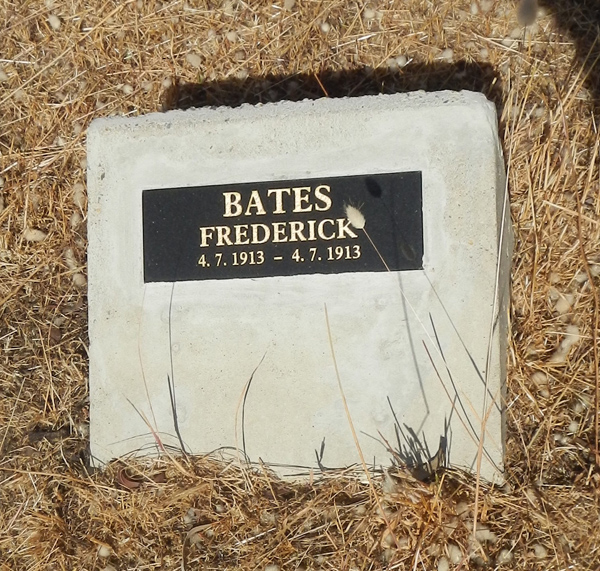 BATES
FREDERICK
4. 7. 1913 - 4. 7. 1913